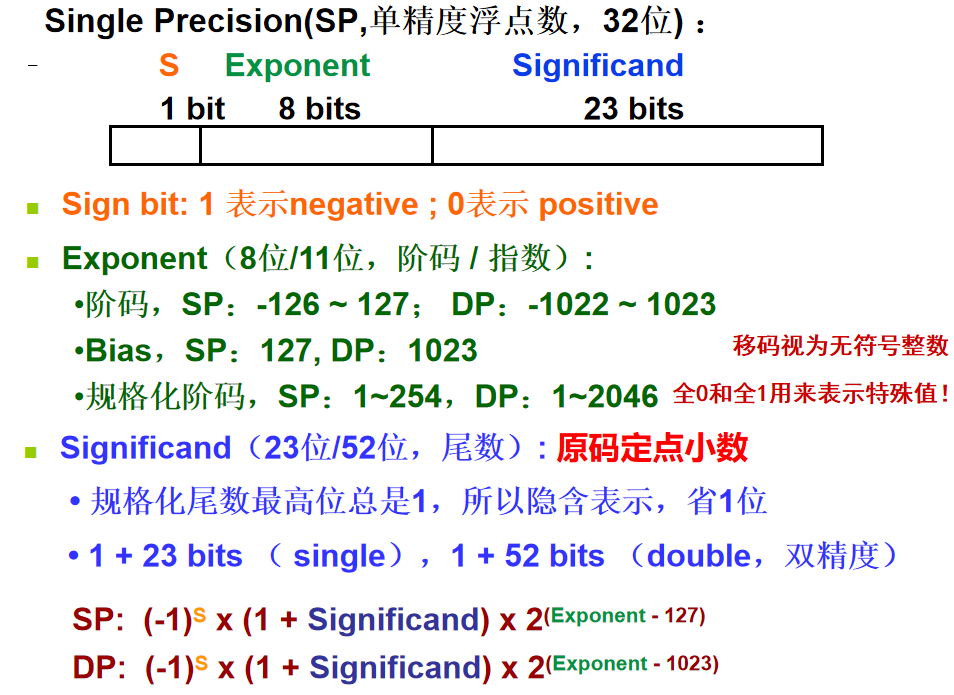 Single Precision(SP,单精度浮点数，32位)：
–
S Exponent Significand
1 bit 8 bits 23 bits
Sign bit: 1 表示negative ; 0表示 positive
Exponent（8位/11位，阶码 / 指数）:
•阶码，SP：-126 ~ 127； DP：-1022 ~ 1023
•Bias，SP：127, DP：1023
移码视为无符号整数
•规格化阶码，SP：1~254，DP：1~2046
全0和全1用来表示特殊值！
Significand（23位/52位，尾数）: 原码定点小数
• 规格化尾数最高位总是1，所以隐含表示，省1位
• 1 + 23 bits （ single），1 + 52 bits （double，双精度）
SP: (-1)^S x (1 + Significand) x 2^(Exponent - 127)
DP: (-1)^S x (1 + Significand) x 2^(Exponent - 1023)